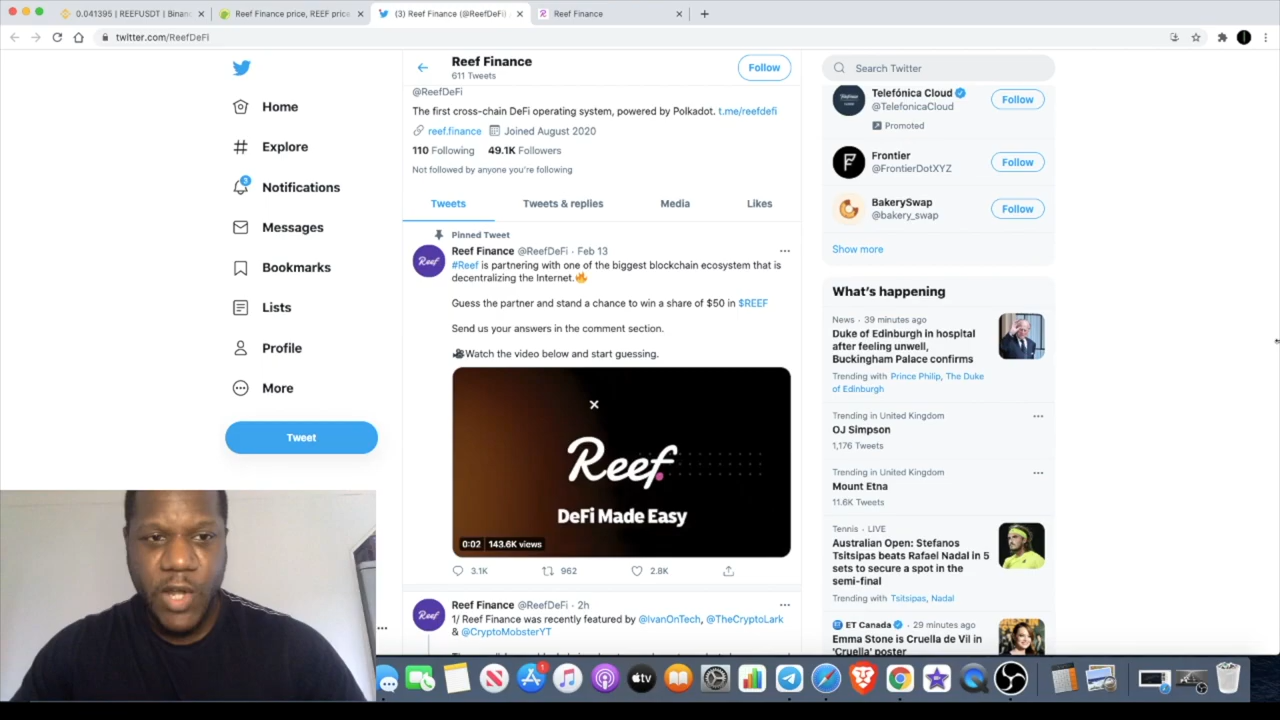 0.041395 | REEFUSDT | Binan
Reef Finance price, REEF price
(3) Reef Finance (@ReefDeFi)
Reef Finance
twitter.com/ReefDeFi
Home
Explore
3
Notifications
Messages
Bookmarks
Lists
Profile
More
Tweet
Reef Finance
611 Tweets
Follow
@ReefDeFi
The first cross-chain DeFi operating system, powered by Polkadot. t.me/reefdefi
reef.finance Joined August 2020
110 Following 49.1K Followers
Not followed by anyone you're following
Tweets Tweets & replies Media Likes
Pinned Tweet
Reef Finance @ReefDeFi · Feb 13
#Reef is partnering with one of the biggest blockchain ecosystem that is
decentralizing the Internet.🔥
Guess the partner and stand a chance to win a share of $50 in $REEF
Send us your answers in the comment section.
🎥Watch the video below and start guessing.
Reef
Reef.
DeFi Made Easy
0:02 143.6K views
3.1K 962 2.8K
Reef Finance @ReefDeFi · 2h
1/ Reef Finance was recently featured by @IvanOnTech, @TheCryptoLark
& @CryptoMobsterYT
Reef
Search Twitter
Telefónica Cloud
@TelefonicaCloud
Follow
Promoted
Frontier
@FrontierDotXYZ
Follow
BakerySwap
@bakery_swap
Follow
Show more
What's happening
News · 39 minutes ago
Duke of Edinburgh in hospital
after feeling unwell,
Buckingham Palace confirms
Trending with Prince Philip, The Duke
of Edinburgh
Trending in United Kingdom
OJ Simpson
1,176 Tweets
Trending in United Kingdom
Mount Etna
11.6K Tweets
Tennis · LIVE
Australian Open: Stefanos
Tsitsipas beats Rafael Nadal in 5
sets to secure a spot in the
semi-final
Trending with Tsitsipas, Nadal
ET Canada · 29 minutes ago
Emma Stone is Cruella de Vil in
'Cruella' poster
1
tv